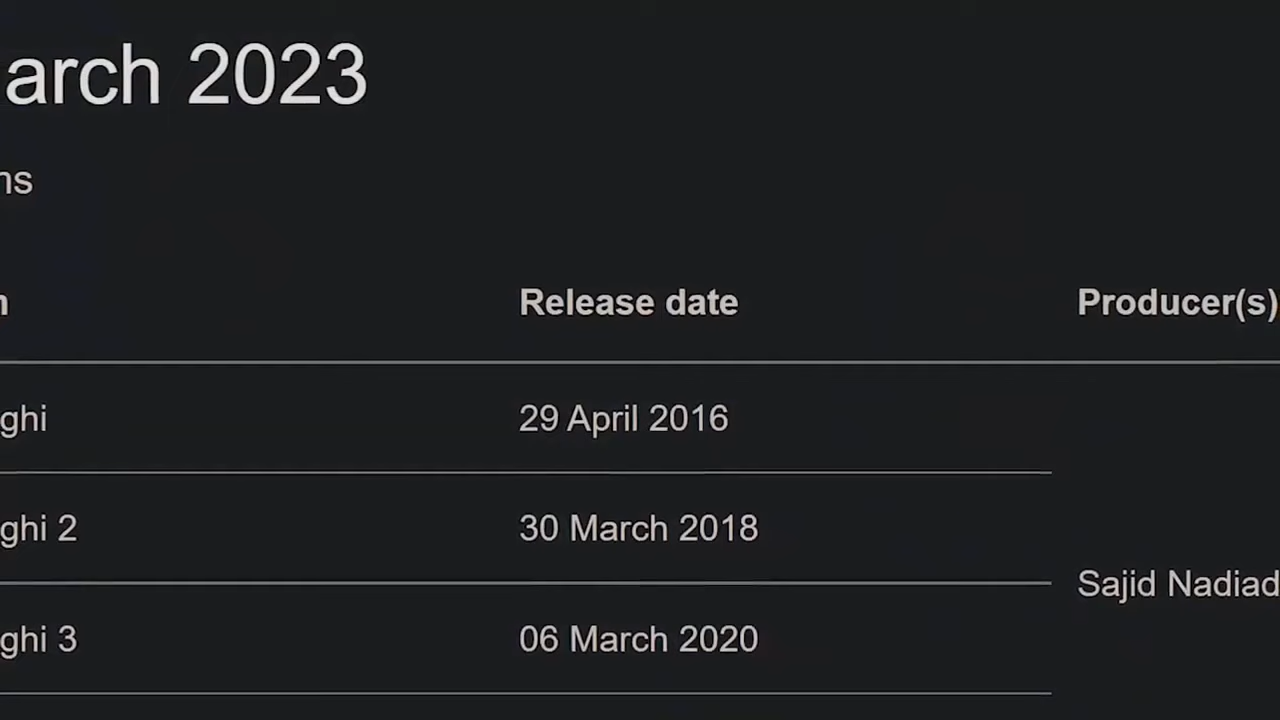 arch 2023
ns
Release date Producer(s)
ghi 29 April 2016
ghi 2 30 March 2018
Sajid Nadiad
ghi 3 06 March 2020